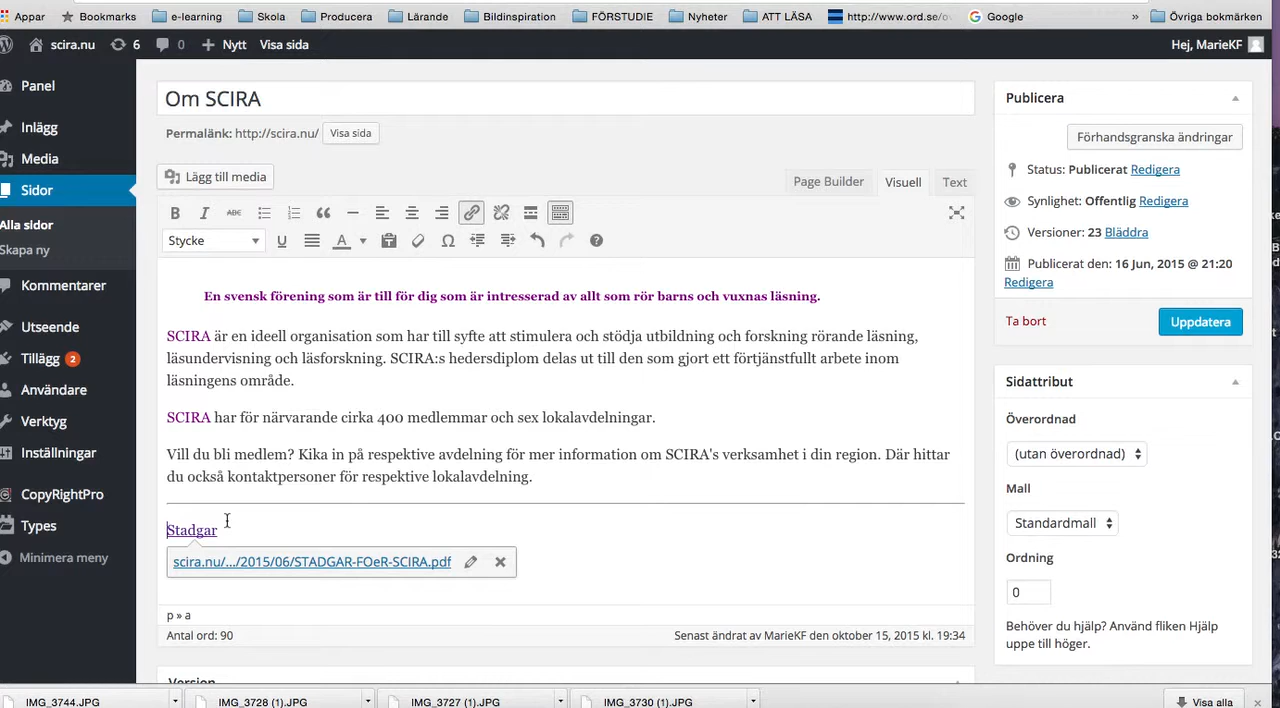 Appar Bookmarks e-learning Skola Producera Lärande Bildinspiration FÖRSTUDIE Nyheter ATT LÄSA http://www.ord.se/o Google » Övriga bokmärken
scira.nu 6 0 Nytt Visa sida Hej, MarieKF
Panel
Inlägg
Media
Sidor
Alla sidor
Skapa ny
Kommentarer
Utseende
Tillägg 2
Användare
Verktyg
Inställningar
CopyRightPro
Types
Minimera meny
Om SCIRA
Permalänk: http://scira.nu/ Visa sida
Lägg till media
Page Builder Visuell Text
B I ABC
Stycke U A Ω
En svensk förening som är till för dig som är intresserad av allt som rör barns och vuxnas läsning.
SCIRA är en ideell organisation som har till syfte att stimulera och stödja utbildning och forskning rörande läsning,
läsundervisning och läsforskning. SCIRA:s hedersdiplom delas ut till den som gjort ett förtjänstfullt arbete inom
läsningens område.
SCIRA har för närvarande cirka 400 medlemmar och sex lokalavdelningar.
Vill du bli medlem? Kika in på respektive avdelning för mer information om SCIRA's verksamhet i din region. Där hittar
du också kontaktpersoner för respektive lokalavdelning.
Stadgar
scira.nu/.../2015/06/STADGAR-FOeR-SCIRA.pdf
p » a
Antal ord: 90 Senast ändrat av MarieKF den oktober 15, 2015 kl. 19:34
Version
Publicera
Förhandsgranska ändringar
Status: Publicerat Redigera
Synlighet: Offentlig Redigera
Versioner: 23 Bläddra
Publicerat den: 16 Jun, 2015 @ 21:20
Redigera
Ta bort Uppdatera
Sidattribut
Överordnad
(utan överordnad)
Mall
Standardmall
Ordning
0
Behöver du hjälp? Använd fliken Hjälp
uppe till höger.
IMG_3744.JPG IMG_3728 (1).JPG IMG_3727 (1).JPG IMG_3730 (1).JPG Visa alla